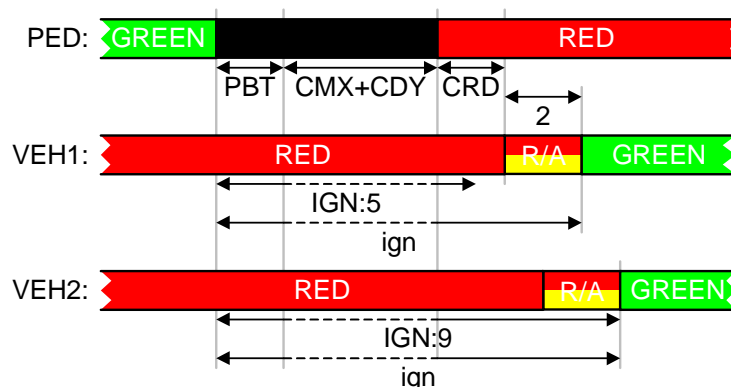 PED: GREEN RED
PBT CMX+CDY CRD
2
VEH1: RED R/A GREEN
IGN:5
ign
VEH2: RED R/A GREEN
IGN:9
ign